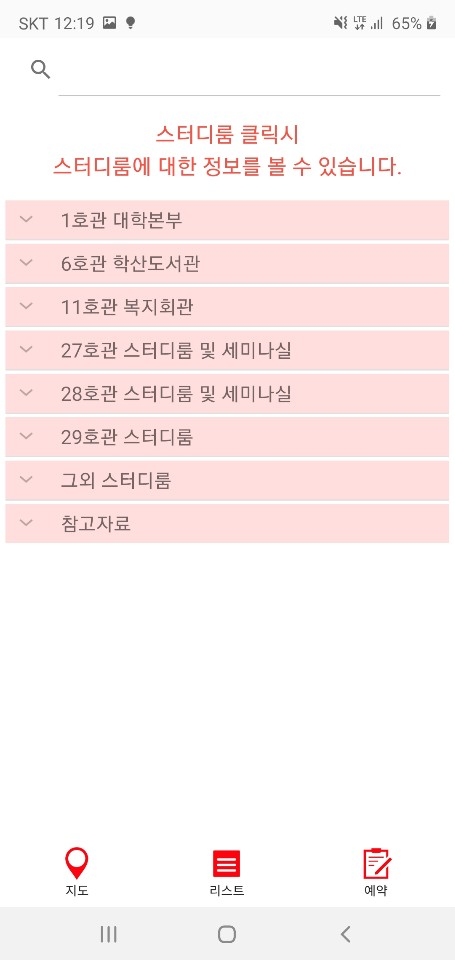 SKT 12:19 LTE 65%
스터디룸 클릭시
스터디룸에 대한 정보를 볼 수 있습니다.
1호관 대학본부
6호관 학산도서관
11호관 복지회관
27호관 스터디룸 및 세미나실
28호관 스터디룸 및 세미나실
29호관 스터디룸
그외 스터디룸
참고자료
지도 리스트 예약